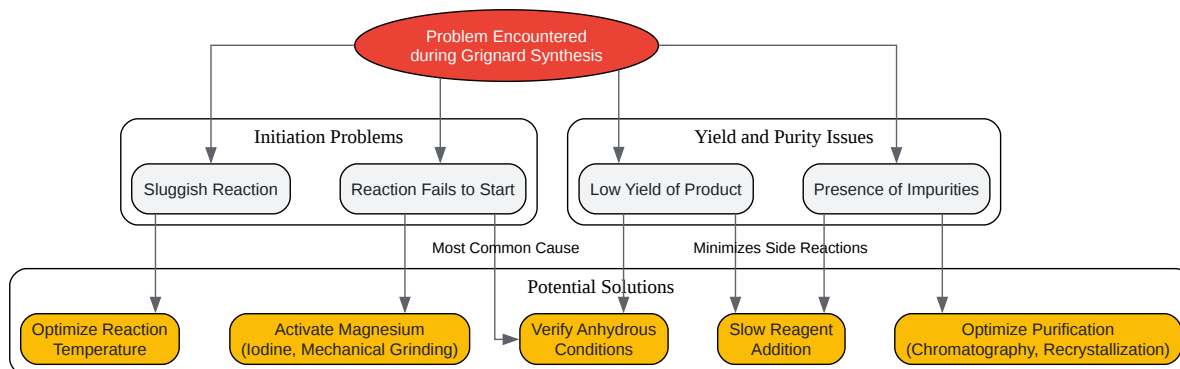 Problem Encountered
during Grignard Synthesis
Initiation Problems
Yield and Purity Issues
Sluggish Reaction
Reaction Fails to Start
Low Yield of Product
Presence of Impurities
Most Common Cause
Minimizes Side Reactions
Potential Solutions
Optimize Reaction
Temperature
Activate Magnesium
(Iodine, Mechanical Grinding)
Verify Anhydrous
Conditions
Slow Reagent
Addition
Optimize Purification
(Chromatography, Recrystallization)